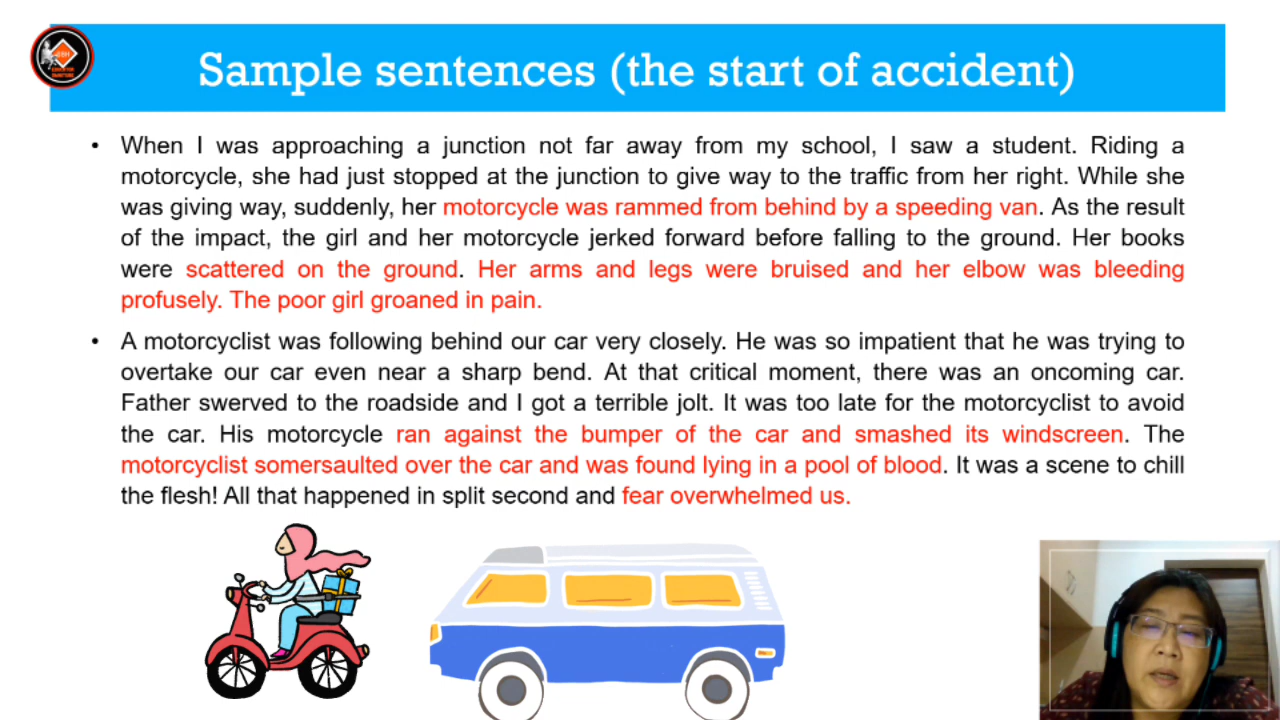 Sample sentences (the start of accident)
• When I was approaching a junction not far away from my school, I saw a student. Riding a
motorcycle, she had just stopped at the junction to give way to the traffic from her right. While she
was giving way, suddenly, her motorcycle was rammed from behind by a speeding van. As the result
of the impact, the girl and her motorcycle jerked forward before falling to the ground. Her books
were scattered on the ground. Her arms and legs were bruised and her elbow was bleeding
profusely. The poor girl groaned in pain.
• A motorcyclist was following behind our car very closely. He was so impatient that he was trying to
overtake our car even near a sharp bend. At that critical moment, there was an oncoming car.
Father swerved to the roadside and I got a terrible jolt. It was too late for the motorcyclist to avoid
the car. His motorcycle ran against the bumper of the car and smashed its windscreen. The
motorcyclist somersaulted over the car and was found lying in a pool of blood. It was a scene to chill
the flesh! All that happened in split second and fear overwhelmed us.